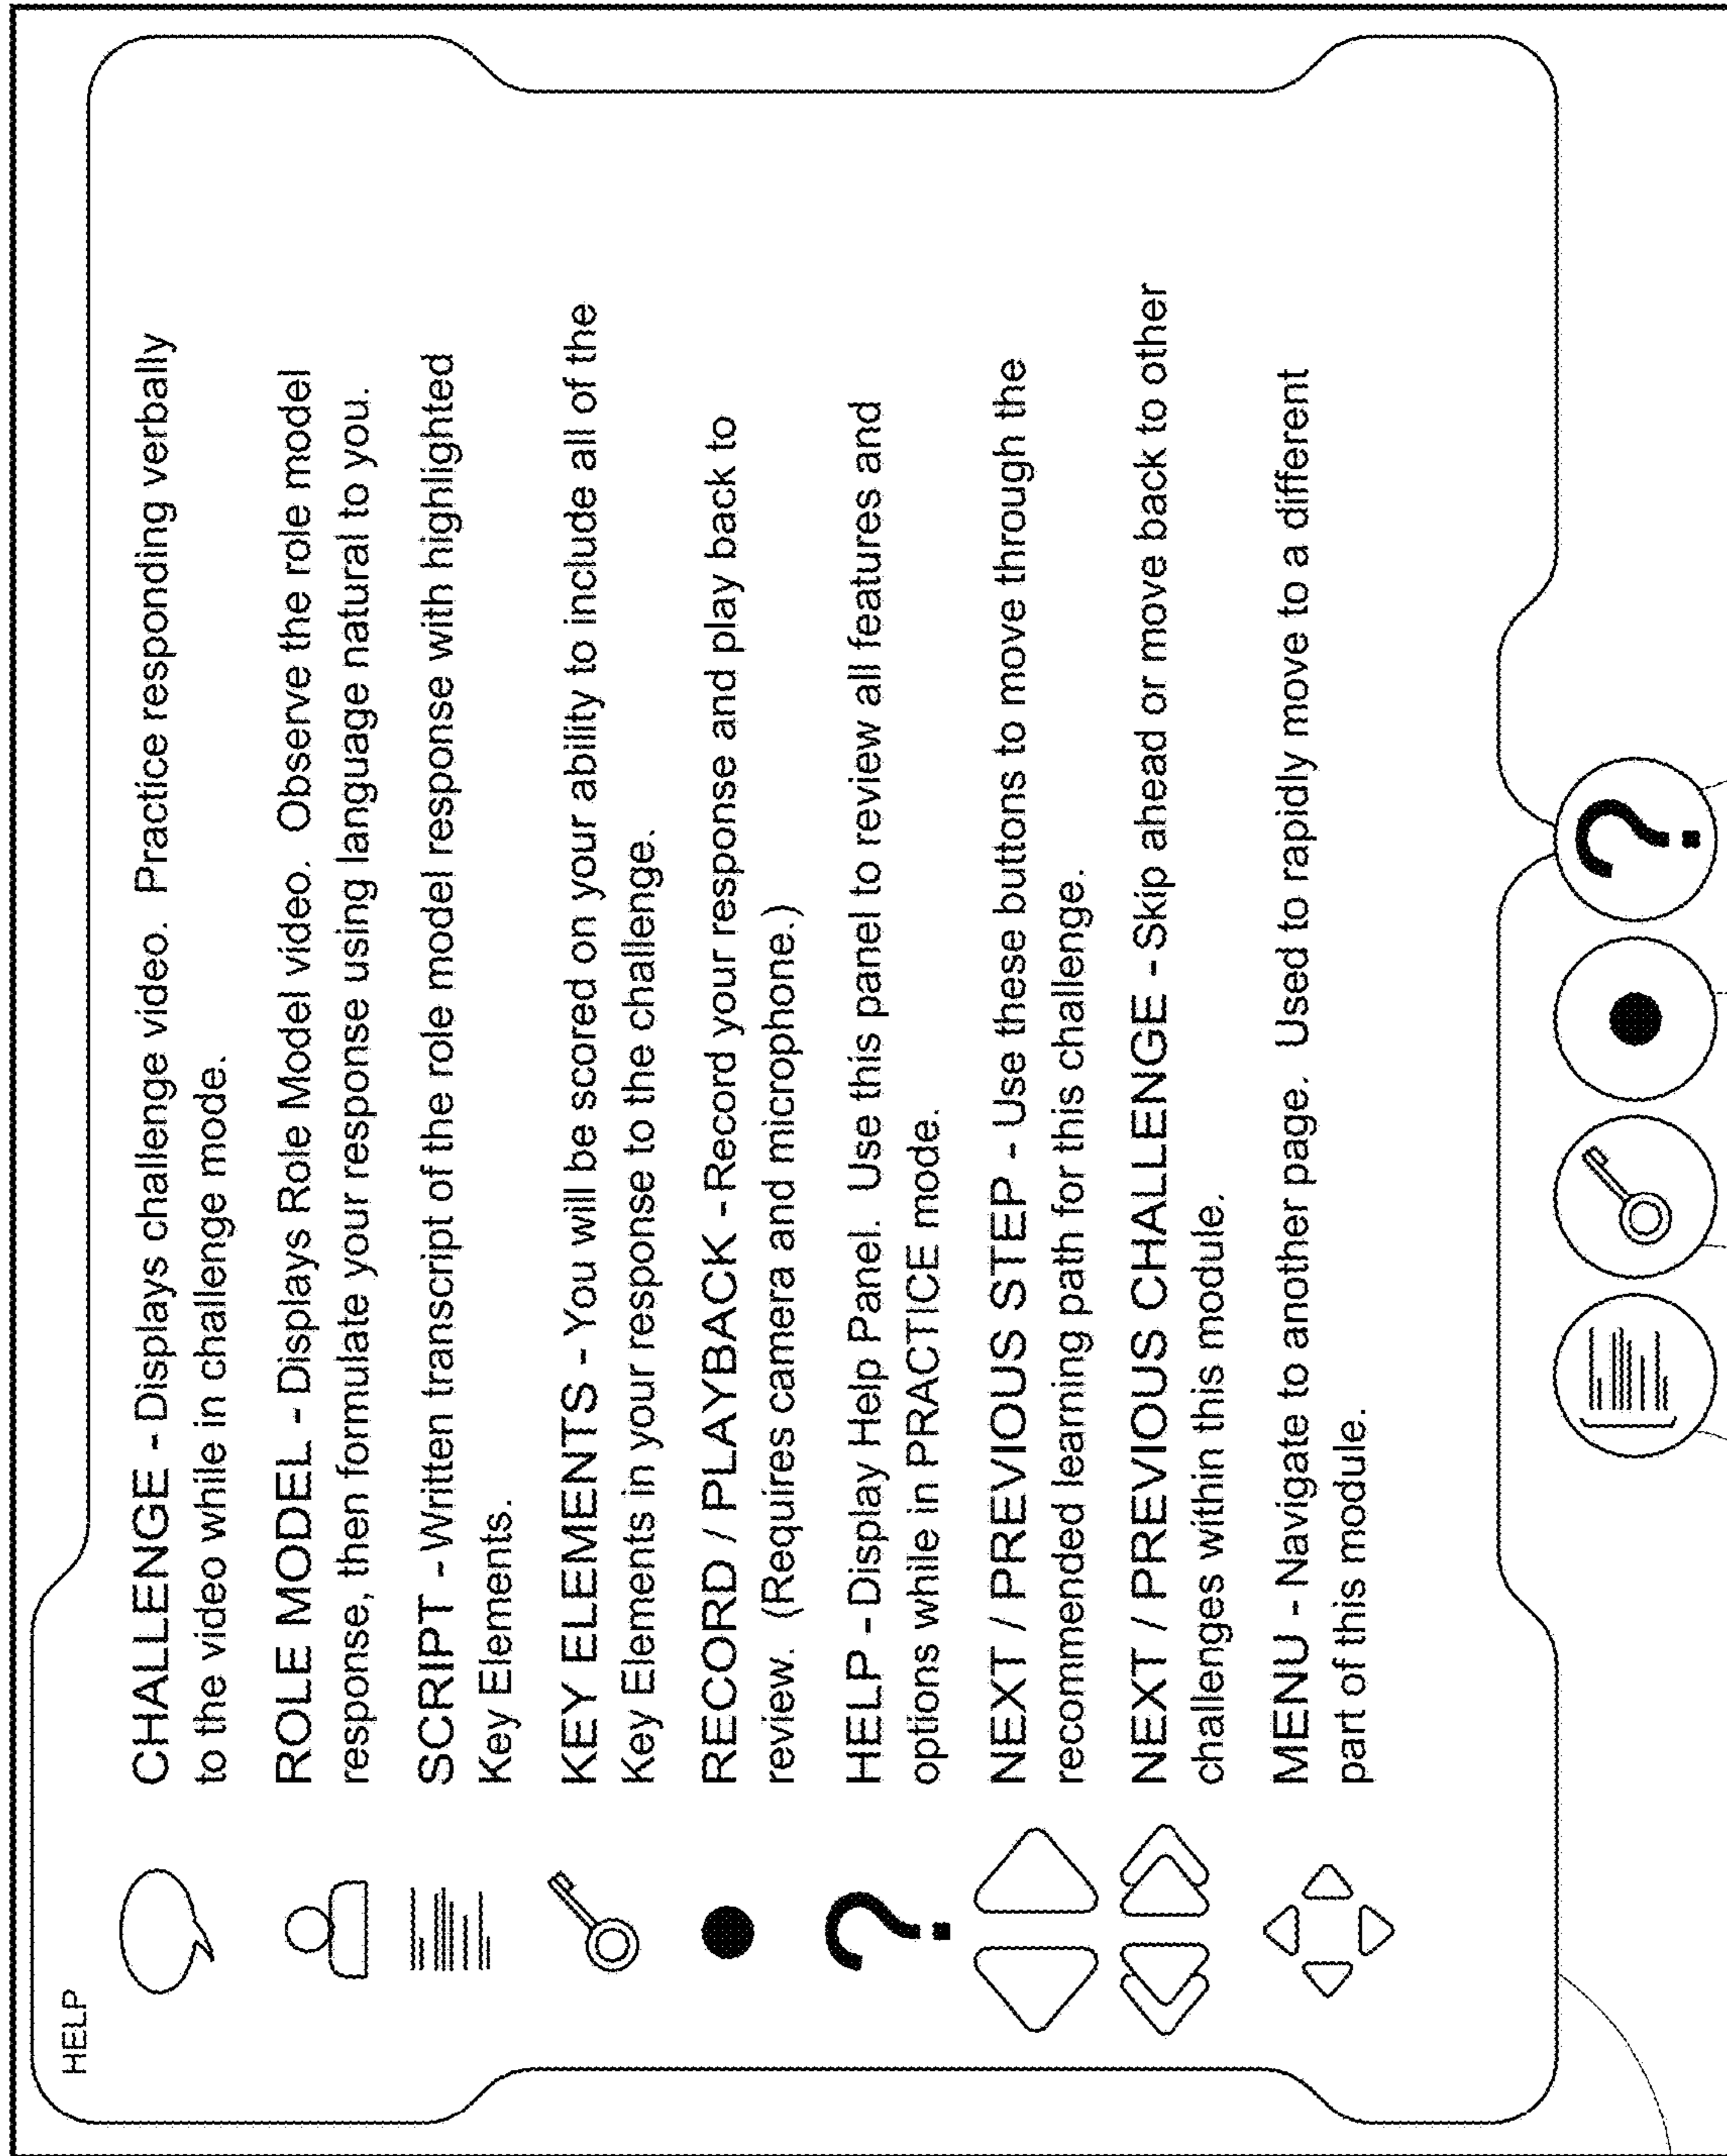 HELP
CHALLENGE - Displays challenge video. Practice responding verbally
to the video while in challenge mode.
ROLE MODEL - Displays Role Model video. Observe the role model
response, then formulate your response using language natural to you.
SCRIPT - Written transcript of the role model response with highlighted
Key Elements.
KEY ELEMENTS - You will be scored on your ability to include all of the
Key Elements in your response to the challenge.
RECORD / PLAYBACK - Record your response and play back to
review. (Requires camera and microphone.)
HELP - Display Help Panel. Use this panel to review all features and
options while in PRACTICE mode.
NEXT / PREVIOUS STEP - Use these buttons to move through the
recommended learning path for this challenge.
NEXT / PREVIOUS CHALLENGE - Skip ahead or move back to other
challenges within this module.
MENU - Navigate to another page. Used to rapidly move to a different
part of this module.
?
?